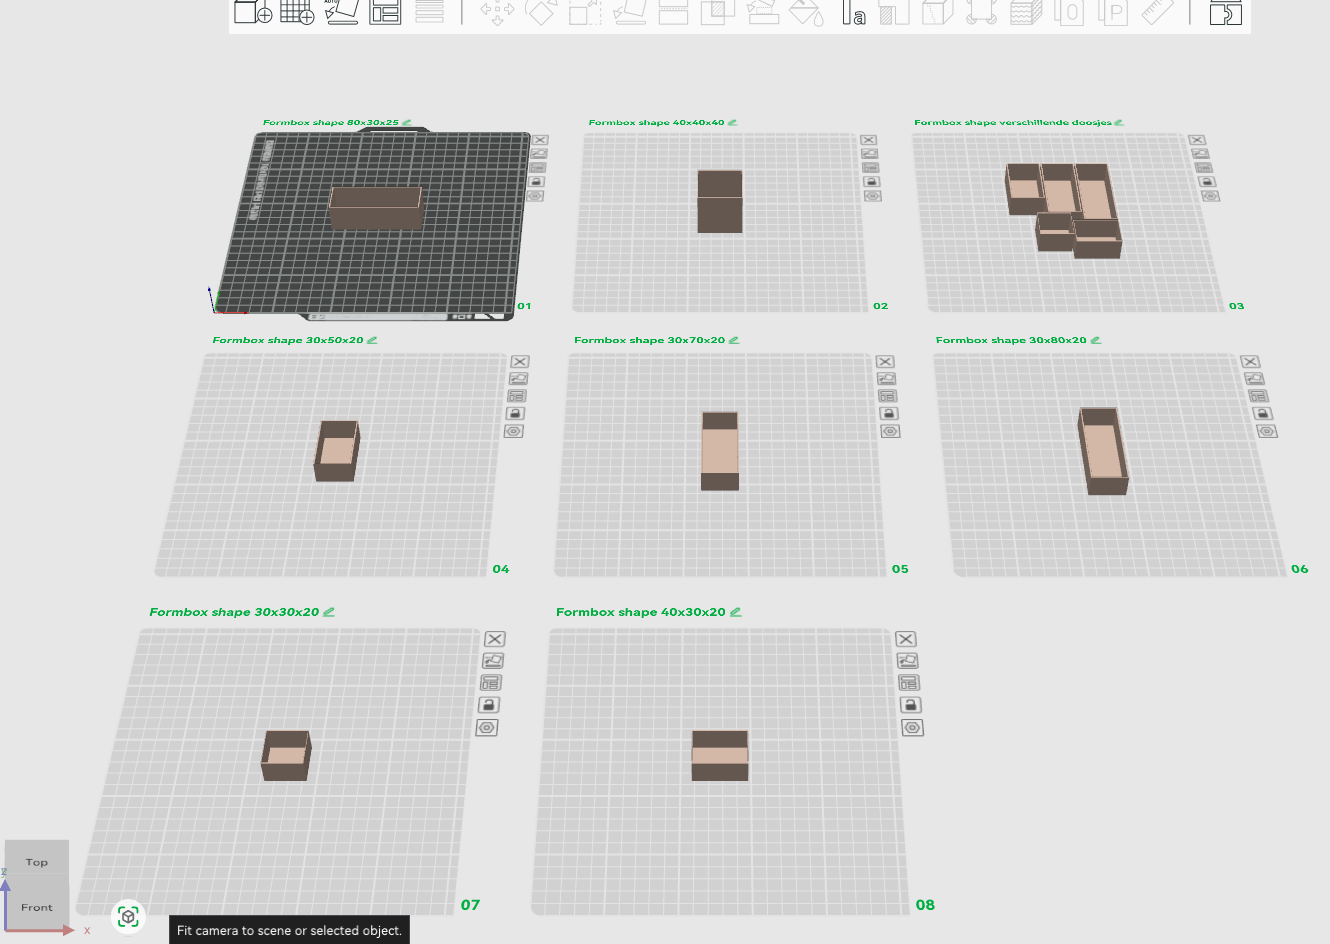 AUTO
a
O
P
Formbox shape 80x30x25
Formbox shape 40x40x40
Formbox shape verschillende doosjes
01
02
03
Formbox shape 30x50x20
Formbox shape 30x70x20
Formbox shape 30x80x20
04
05
06
Formbox shape 30x30x20
Formbox shape 40x30x20
07
08
Top
Front
z
x
Fit camera to scene or selected object.